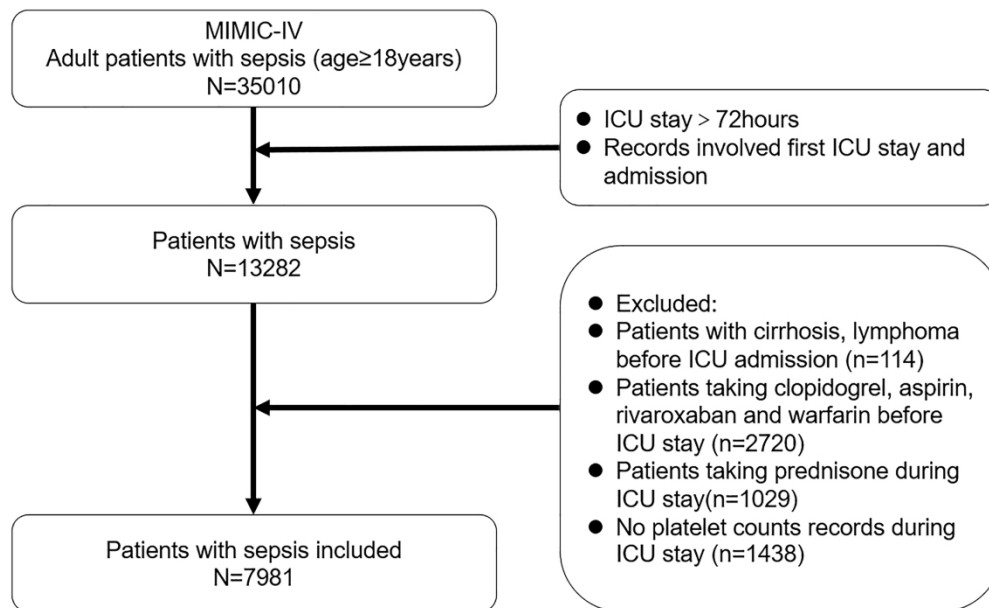 MIMIC-IV
Adult patients with sepsis (age≥18years)
N=35010
● ICU stay > 72hours
● Records involved first ICU stay and
admission
Patients with sepsis
N=13282
● Excluded:
● Patients with cirrhosis, lymphoma
before ICU admission (n=114)
● Patients taking clopidogrel, aspirin,
rivaroxaban and warfarin before
ICU stay (n=2720)
● Patients taking prednisone during
ICU stay(n=1029)
● No platelet counts records during
ICU stay (n=1438)
Patients with sepsis included
N=7981